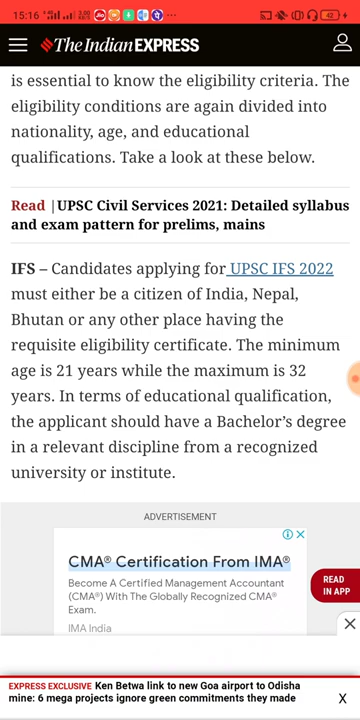 15:16
42
The Indian EXPRESS
is essential to know the eligibility criteria. The
eligibility conditions are again divided into
nationality, age, and educational
qualifications. Take a look at these below.
Read |UPSC Civil Services 2021: Detailed syllabus
and exam pattern for prelims, mains
IFS – Candidates applying for UPSC IFS 2022
must either be a citizen of India, Nepal,
Bhutan or any other place having the
requisite eligibility certificate. The minimum
age is 21 years while the maximum is 32
years. In terms of educational qualification,
the applicant should have a Bachelor's degree
in a relevant discipline from a recognized
university or institute.
ADVERTISEMENT
CMA® Certification From IMA®
Become A Certified Management Accountant
(CMA®) With The Globally Recognized CMA®
Exam.
IMA India
READ
IN APP
EXPRESS EXCLUSIVE Ken Betwa link to new Goa airport to Odisha
mine: 6 mega projects ignore green commitments they made
X